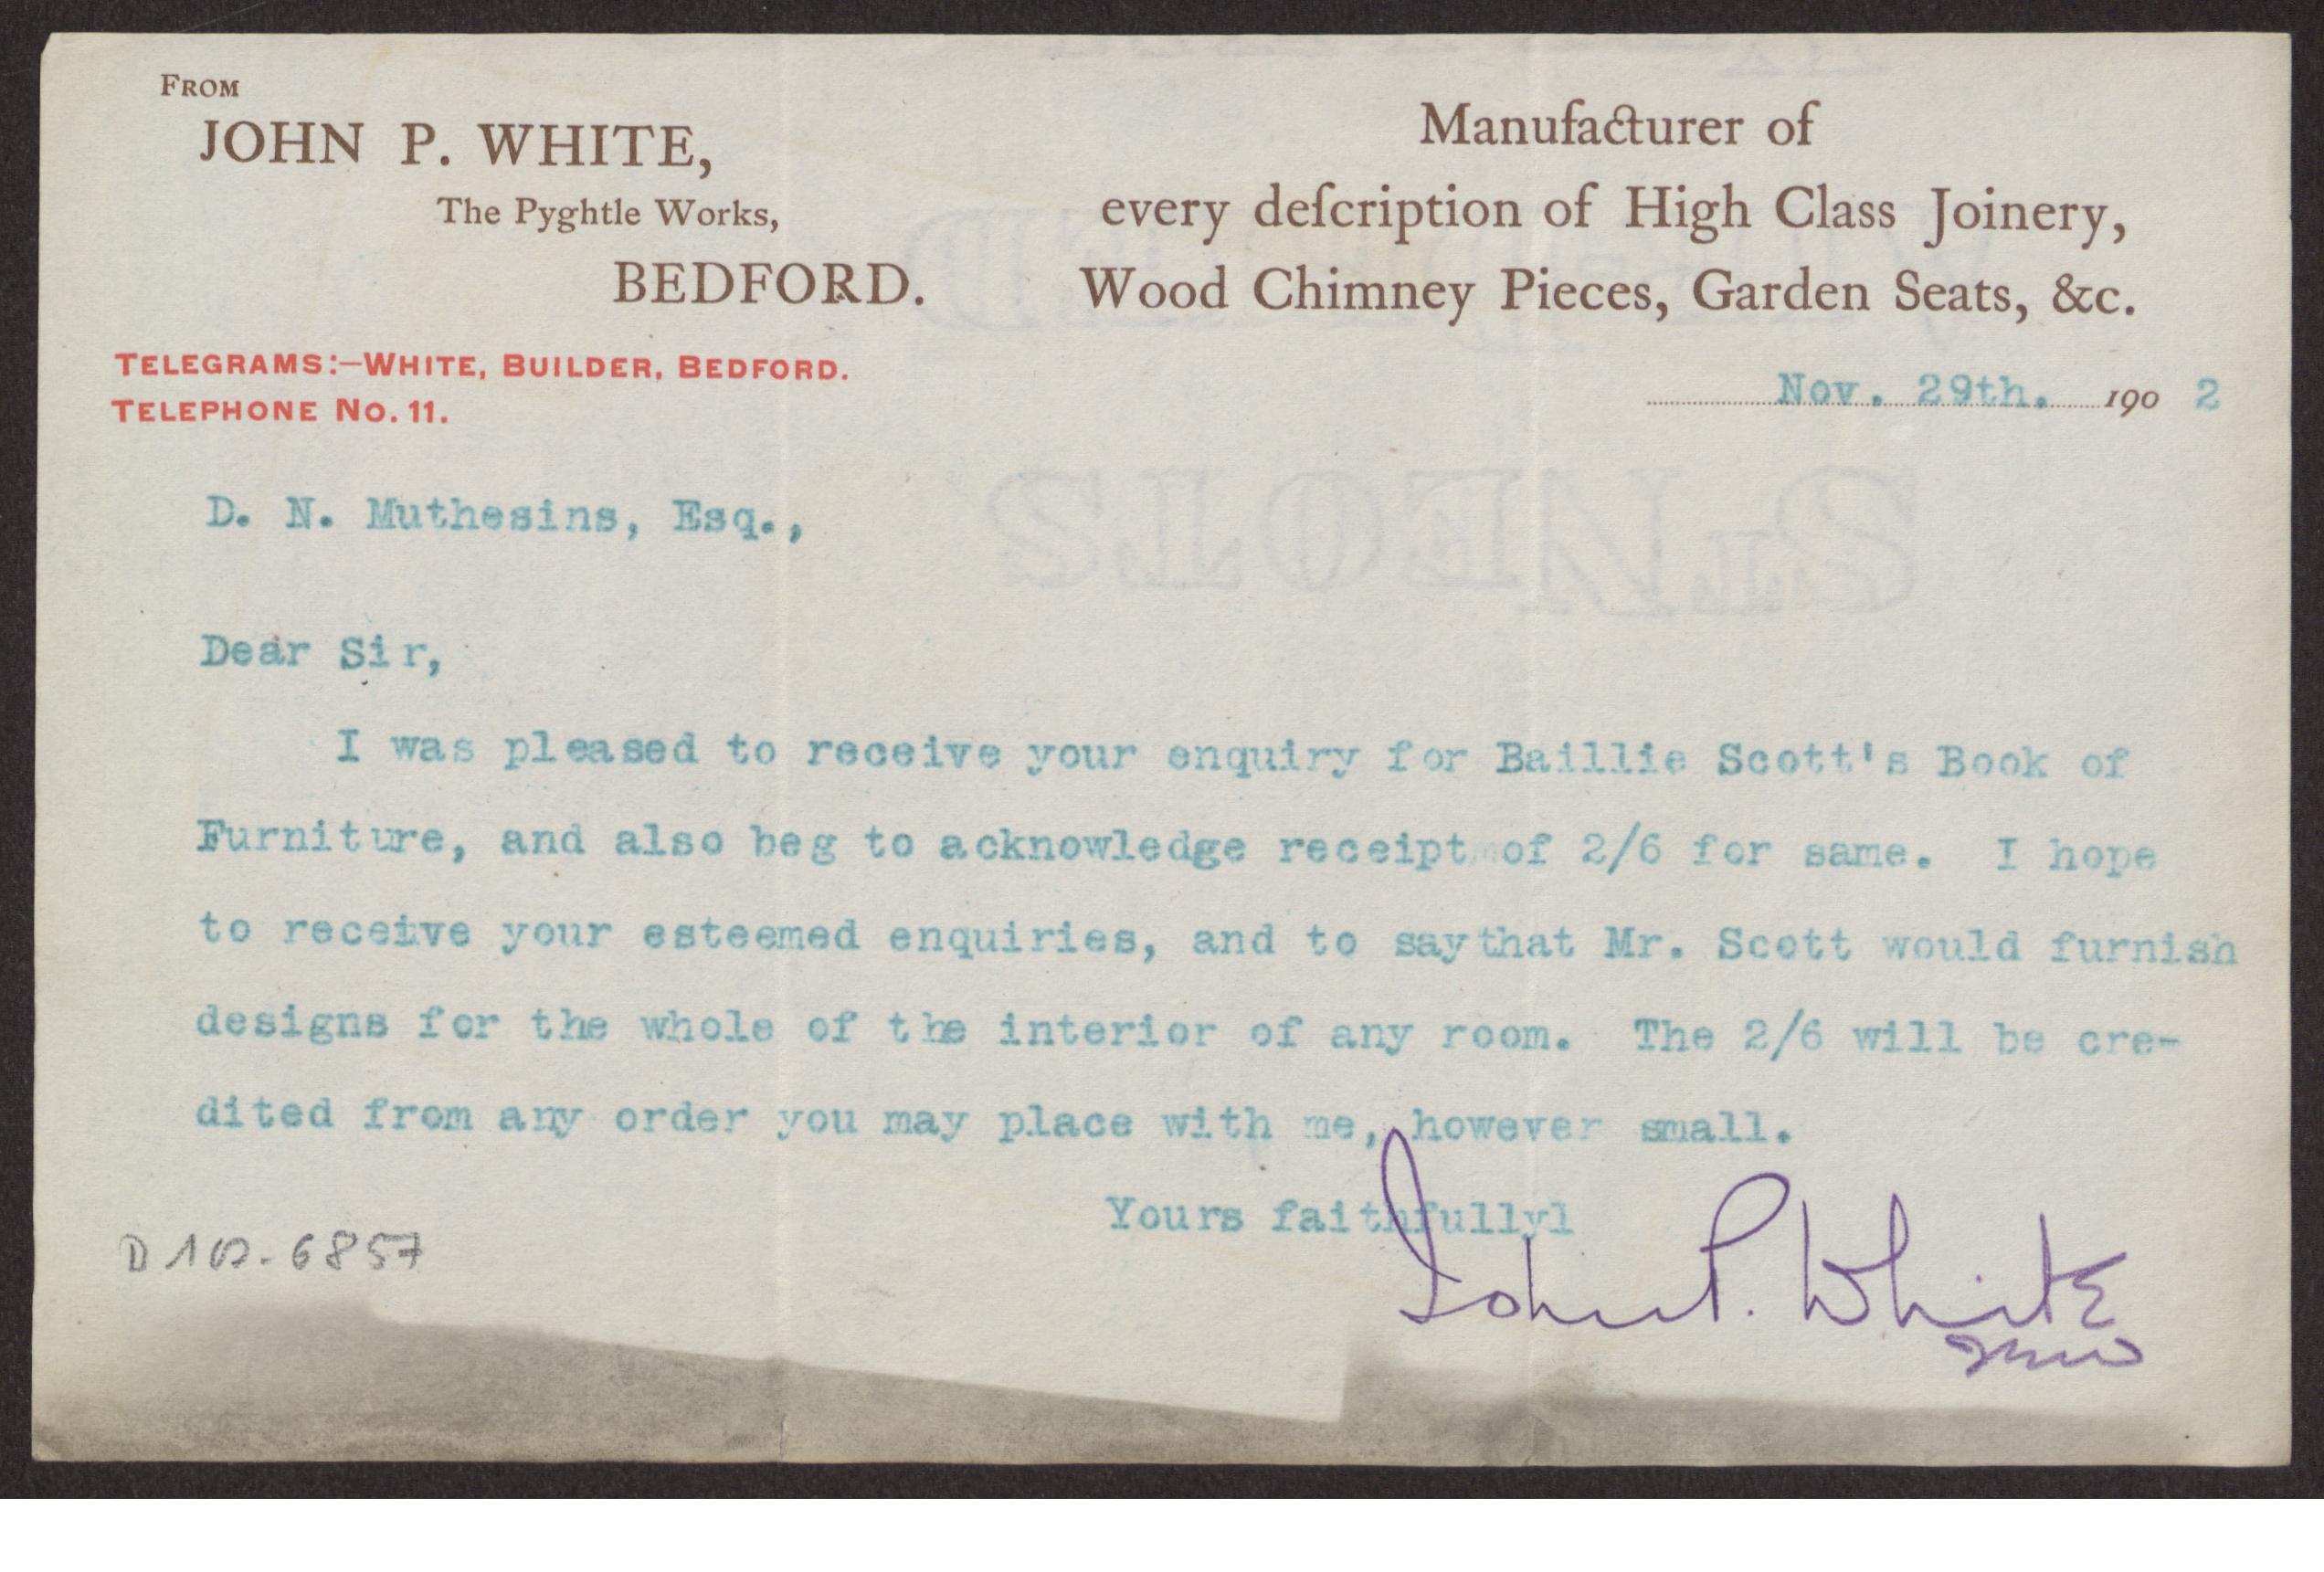 FROM
JOHN P. WHITE,
The Pyghtle Works,
BEDFORD.
TELEGRAMS:—WHITE, BUILDER, BEDFORD.
TELEPHONE NO. 11.
Manufacturer of
every deſcription of High Class Joinery,
Wood Chimney Pieces, Garden Seats, &c.
Nov. 29th. 190 2
D. N. Muthesins, Esq.,
Dear Sir,
I was pleased to receive your enquiry for Baillie Scott's Book of
Furniture, and also beg to acknowledge receipt of 2/6 for same. I hope
to receive your esteemed enquiries, and to say that Mr. Scott would furnish
designs for the whole of the interior of any room. The 2/6 will be cre-
dited from any order you may place with me, however small.
Yours faithfullyl
John P. White
D 102-6857